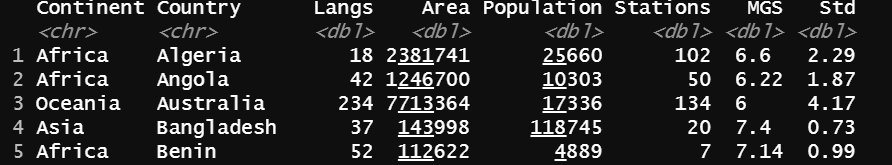 Continent Country Langs Area Population Stations MGS Std
<chr> <chr> <dbl> <dbl> <dbl> <dbl> <dbl> <dbl>
1 Africa Algeria 18 2381741 25660 102 6.6 2.29
2 Africa Angola 42 1246700 10303 50 6.22 1.87
3 Oceania Australia 234 7713364 17336 134 6 4.17
4 Asia Bangladesh 37 143998 118745 20 7.4 0.73
5 Africa Benin 52 112622 4889 7 7.14 0.99